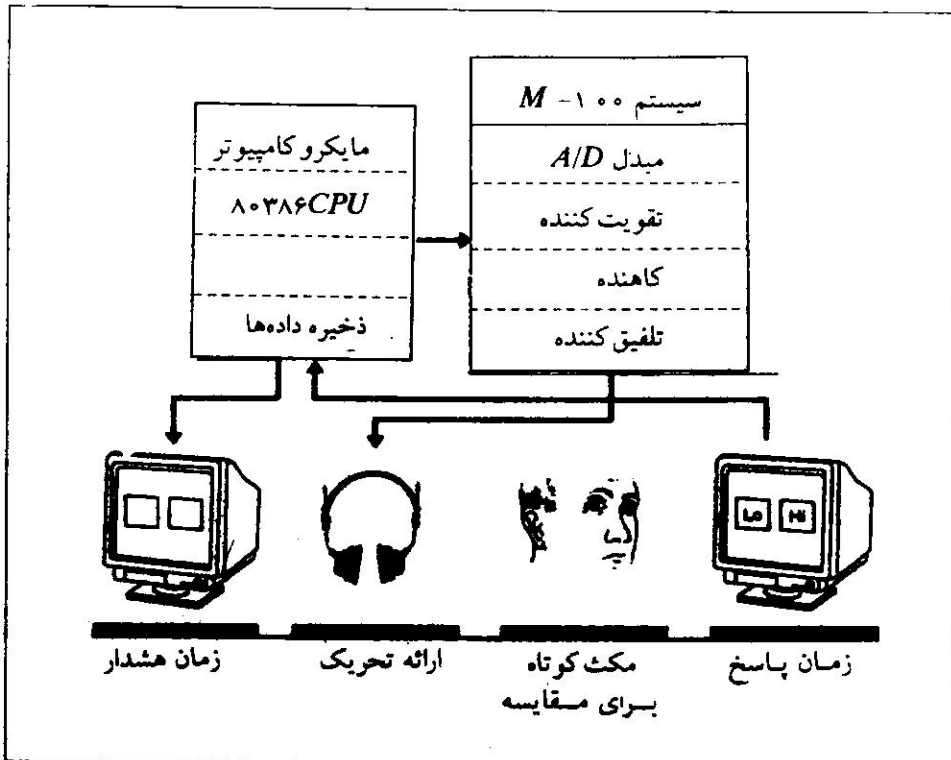 سیستم ۱۰۰- M
مبدل A/D
تقویت کننده
کاهنده
تلفیق کننده
مایکرو کامپیوتر
۸۰۳۸۶CPU
ذخیره داده‌ها
Lo Hi
زمان هشدار
ارائه تحریک
مکث کوتاه
برای مقایسه
زمان پاسخ